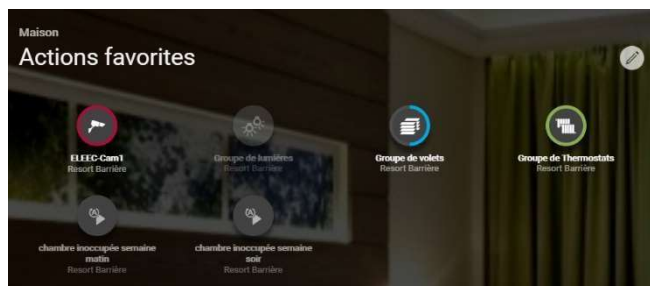 Maison
Actions favorites
ELEEC-Cam1
Resort Barrière
Groupe de lumières
Resort Barrière
Groupe de volets
Resort Barrière
Groupe de Thermostats
Resort Barrière
chambre inoccupée semaine
matin
Resort Barrière
chambre inoccupée semaine
soir
Resort Barrière